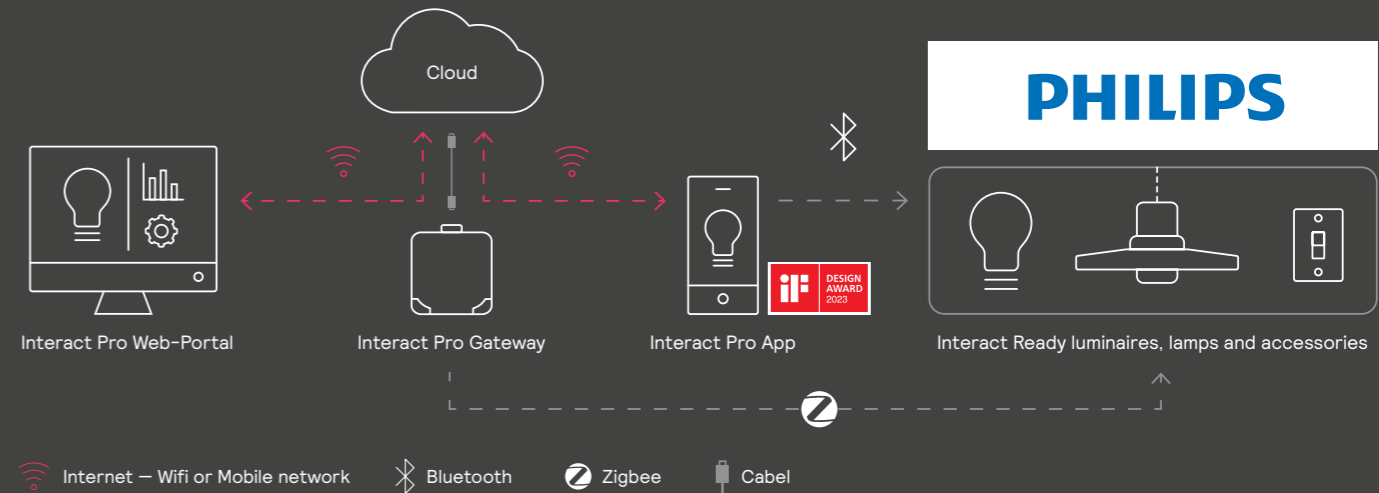 Cloud
PHILIPS
iF
DESIGN
AWARD
2023
Interact Pro Web-Portal
Interact Pro Gateway
Interact Pro App
Interact Ready luminaires, lamps and accessories
Internet – Wifi or Mobile network
Bluetooth
Zigbee
Cabel